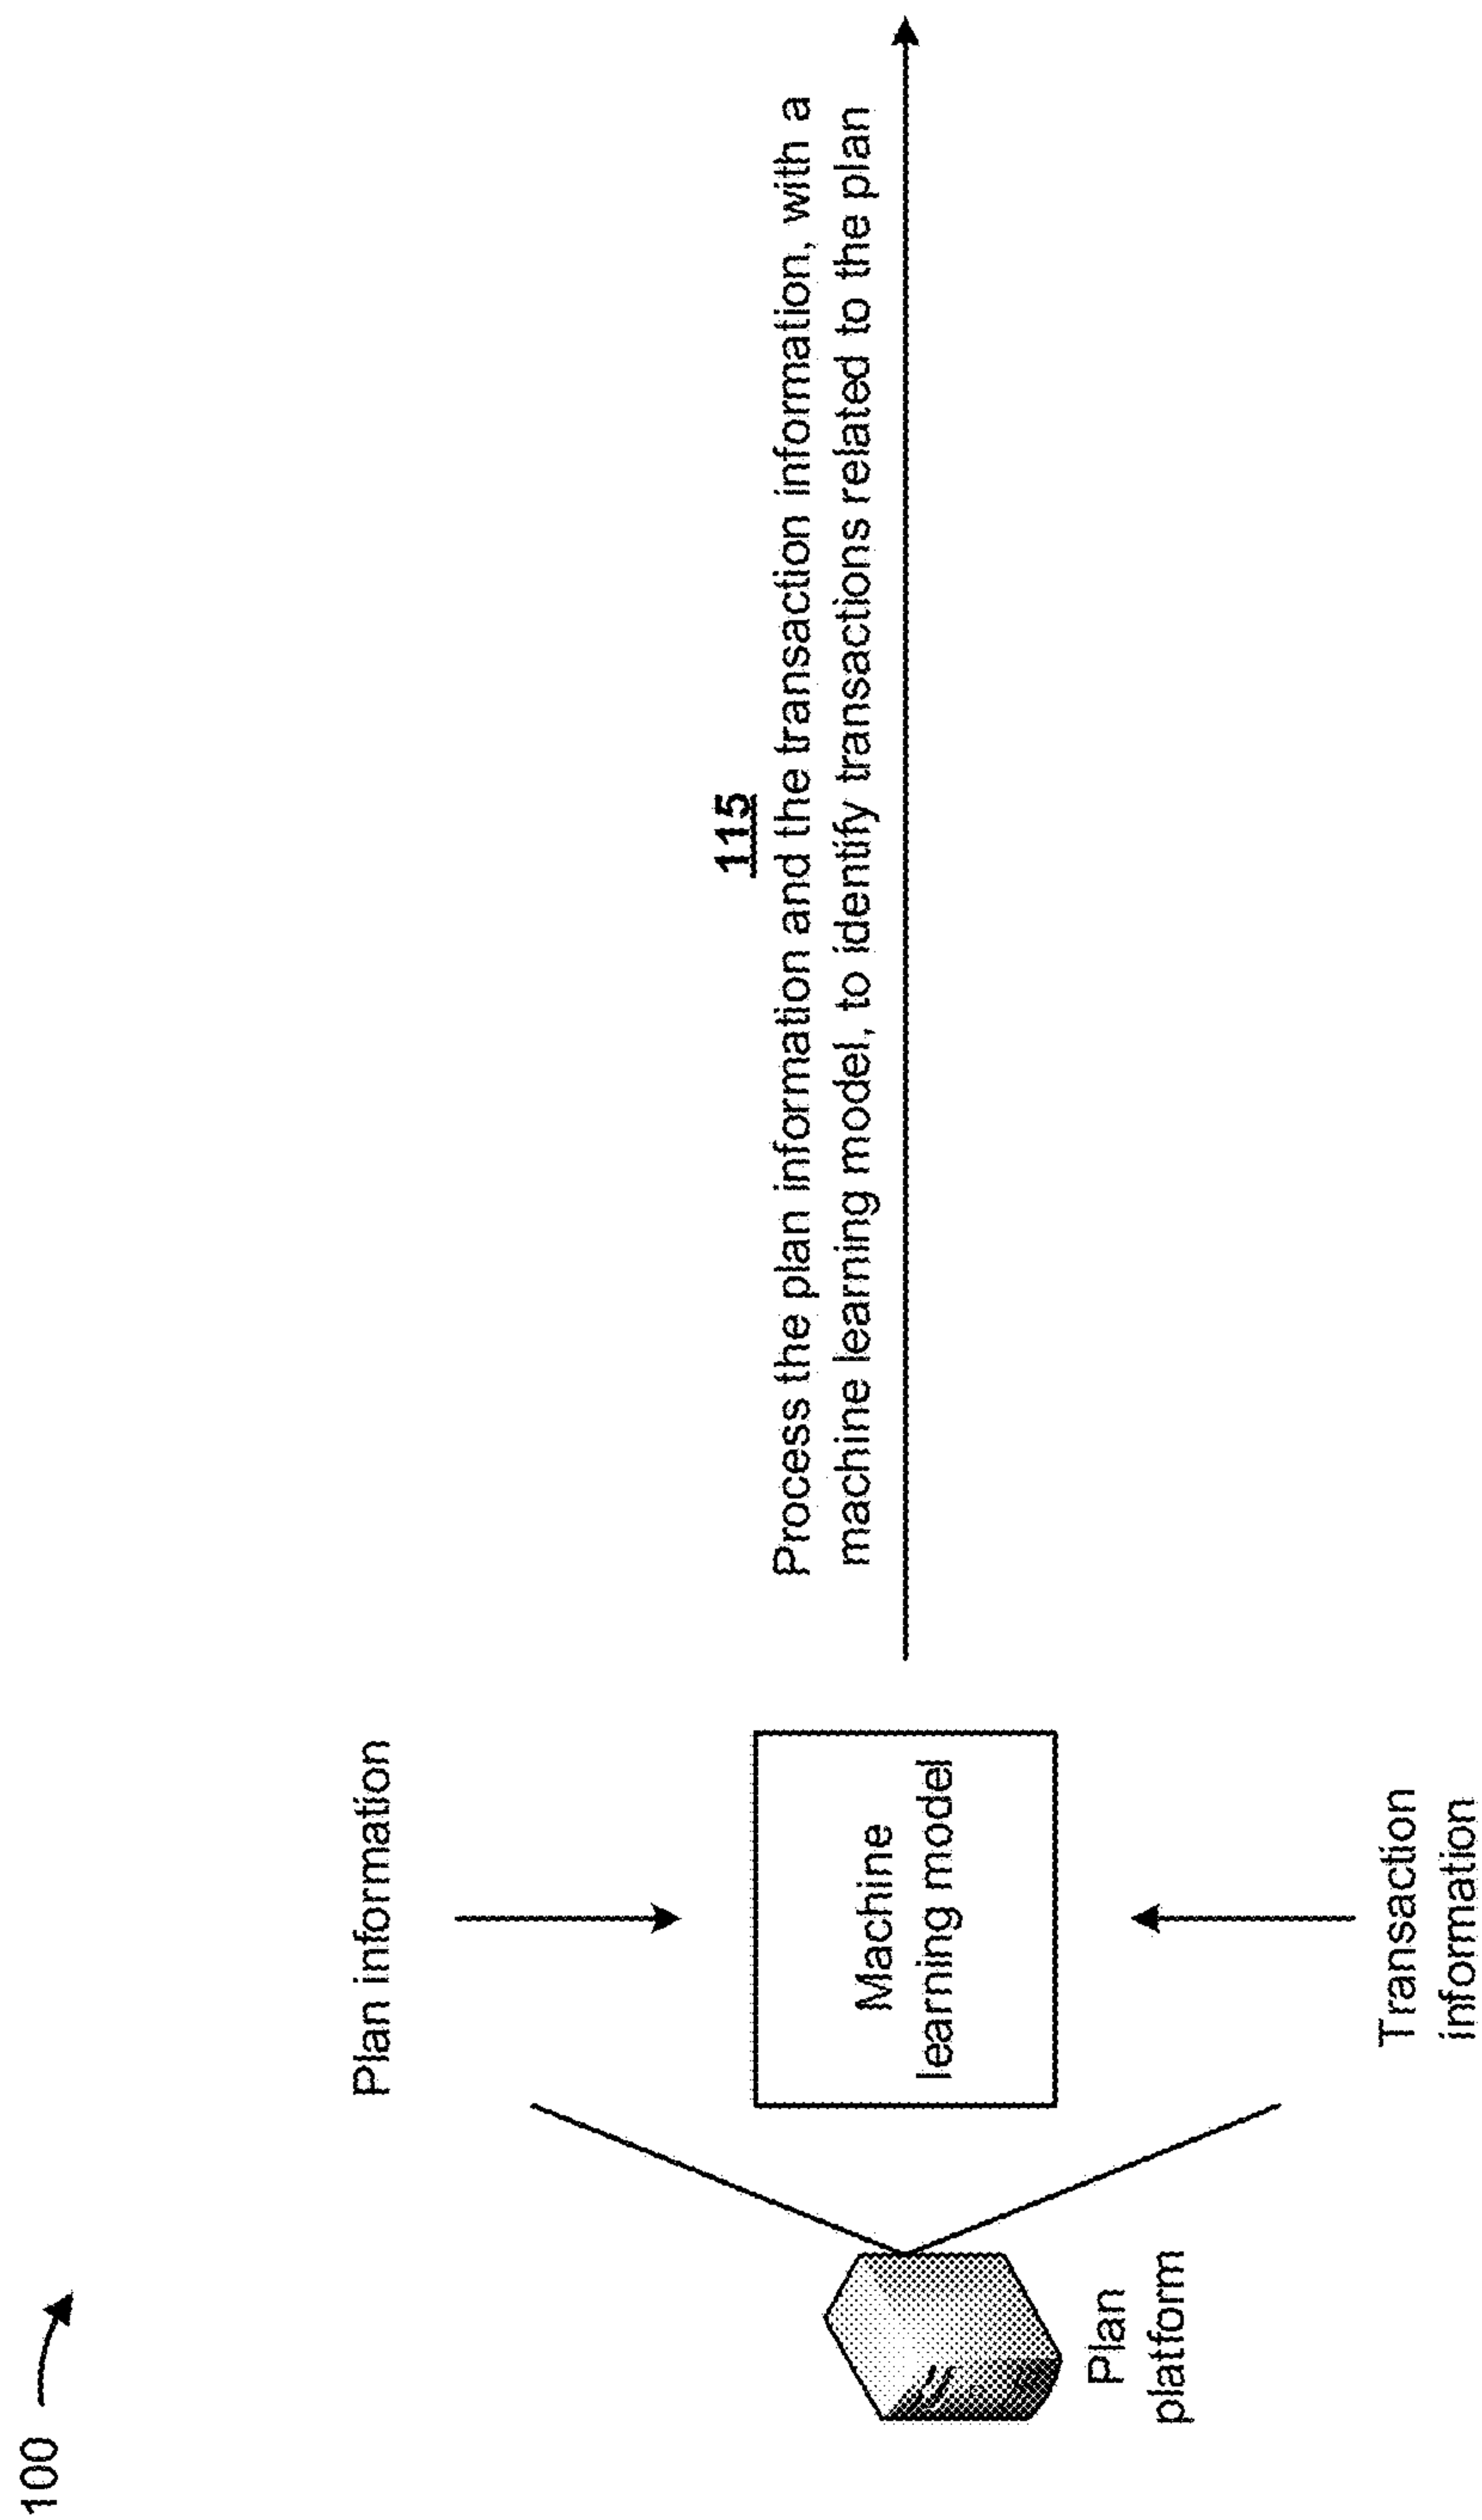 100
Plan information
115
Process the plan information and the transaction information, with a
machine learning model, to identify transactions related to the plan
Machine
learning model
Plan
platform
Transaction
information